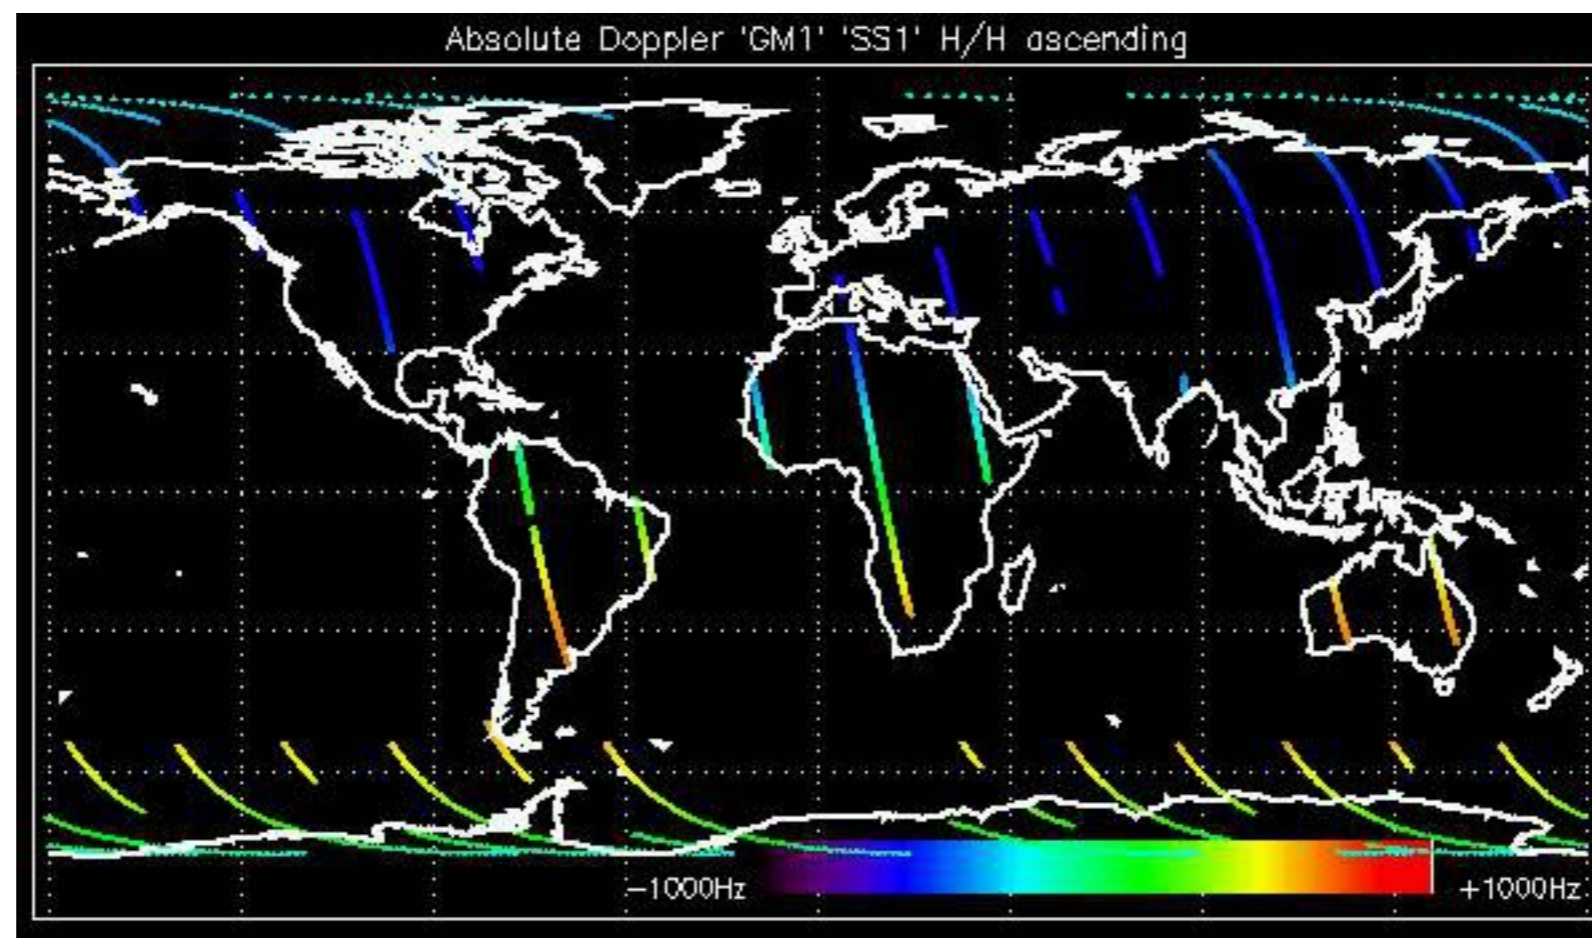 Absolute Doppler 'GM1' 'SS1' H/H ascending
−1000Hz
+1000Hz